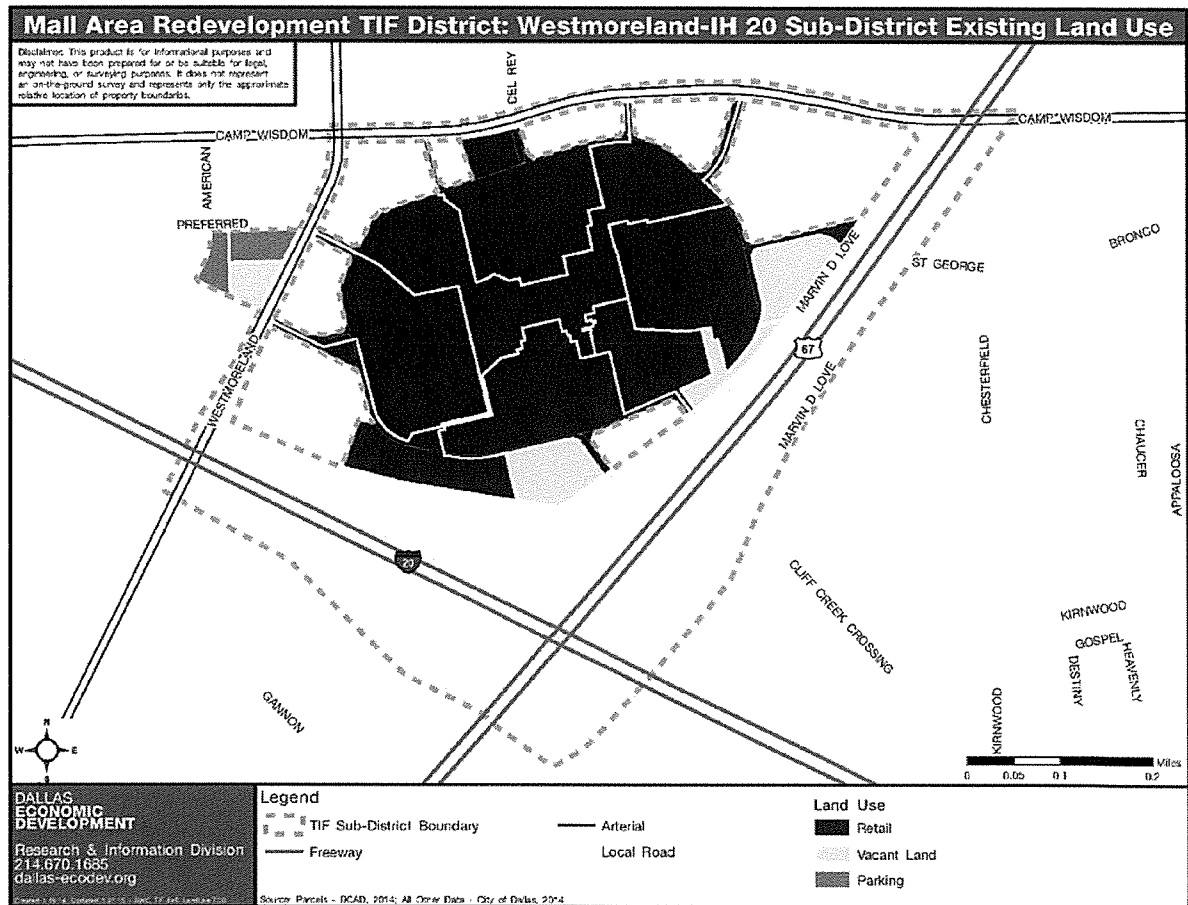 Mall Area Redevelopment TIF District: Westmoreland-IH 20 Sub-District Existing Land Use
Disclaimer: This product is for informational purposes and
may not have been prepared for or be suitable for legal,
engineering, or surveying purposes. It does not represent
an on-the-ground survey and represents only the approximate
relative location of property boundaries.
CEL REY
CAMP WISDOM
CAMP WISDOM
AMERICAN
PREFERRED
BRONCO
ST GEORGE
MARVIN D LOVE
67
WESTMORELAND
MARVIN D LOVE
CHESTERFIELD
CHAUCER
APPALOOSA
20
CLIFF CREEK CROSSING
KIRNWOOD
GOSPEL
HEAVENLY
DESTINY
GANNON
KIRNWOOD
N
W E
S
Miles
0 0.05 0.1 0.2
DALLAS
ECONOMIC
DEVELOPMENT
Research & Information Division
214.670.1685
dallas-ecodev.org
Legend
TIF Sub-District Boundary
Freeway
Arterial
Local Road
Land Use
Retail
Vacant Land
Parking
Source: Parcels - DCAD, 2014; All Other Data - City of Dallas, 2014